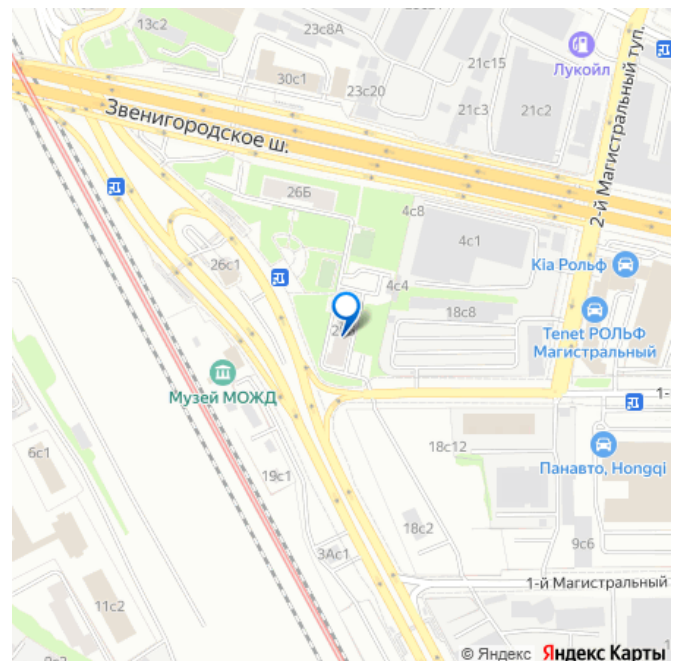 13с2
23с8А
30с1
23с20
Лукойл
21с15
21с3
21с2
2-й Магистральный туп.
Звенигородское ш.
26Б
4с8
4с1
26с1
4с4
Kia Рольф
18с8
Tenet РОЛЬФ
Магистральный
Музей МОЖД
1-
18с12
Панавто, Hongqi
6с1
19с1
18с2
9с6
3Ас1
1-й Магистральный
11с2
© Яндекс Яндекс Карты